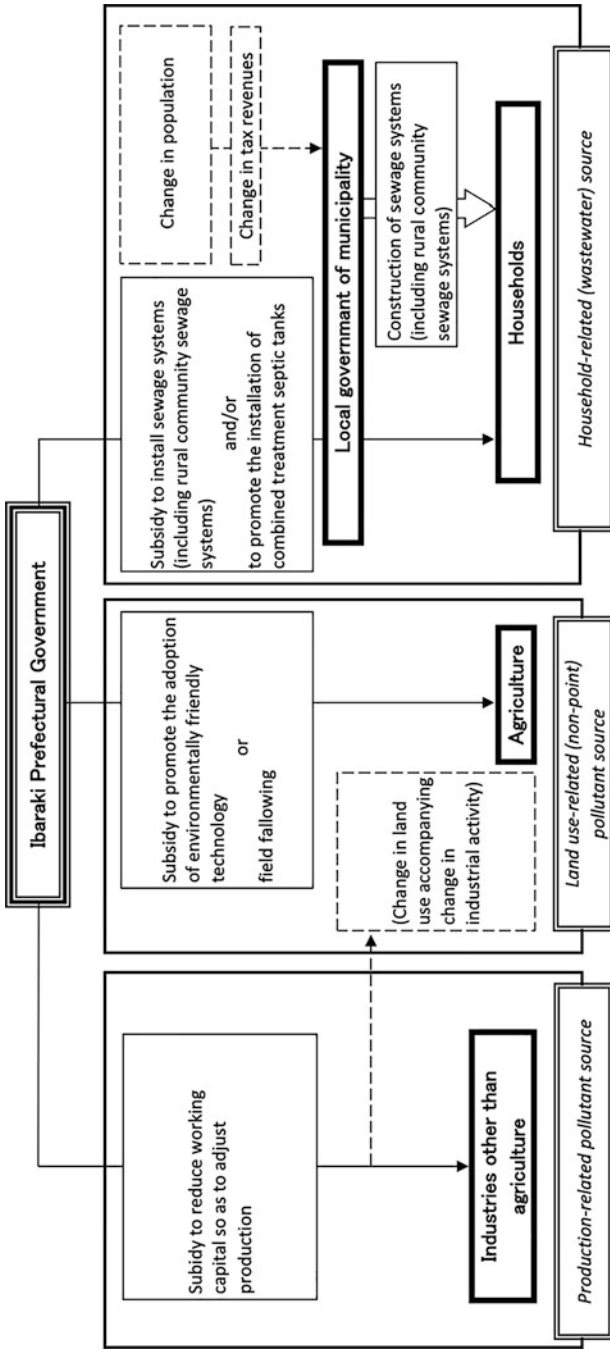 Ibaraki Prefectural Government
Subidy to reduce working
capital so as to adjust
production
Industries other than
agriculture
Production-related pollutant source
Subsidy to promote the adoption
of environmentally friendly
technology
or
field fallowing
(Change in land
use accompanying
change in
industrial activity)
Agriculture
Land use-related (non-point)
pollutant source
Subsidy to install sewage systems
(including rural community sewage
systems)
and/or
to promote the installation of
combined treatment septic tanks
Change in population
Change in tax revenues
Local government of municipality
Construction of sewage systems
(including rural community
sewage systems)
Households
Household-related (wastewater) source